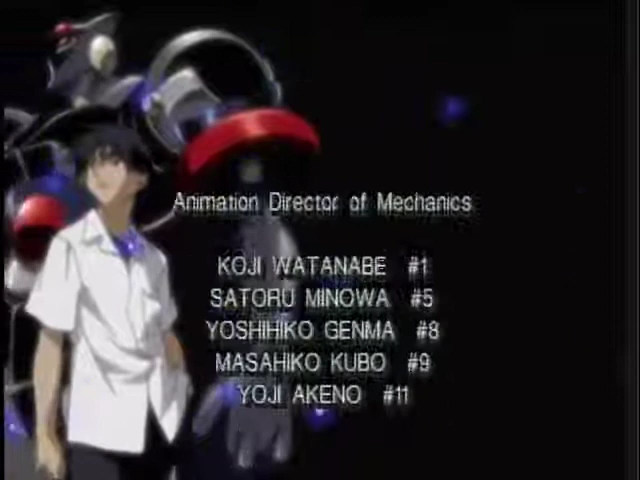 Animation Director of Mechanics
KOJI WATANABE #1
SATORU MINOWA #5
YOSHIHIKO GENMA #8
MASAHIKO KUBO #9
YOJI AKENO #11